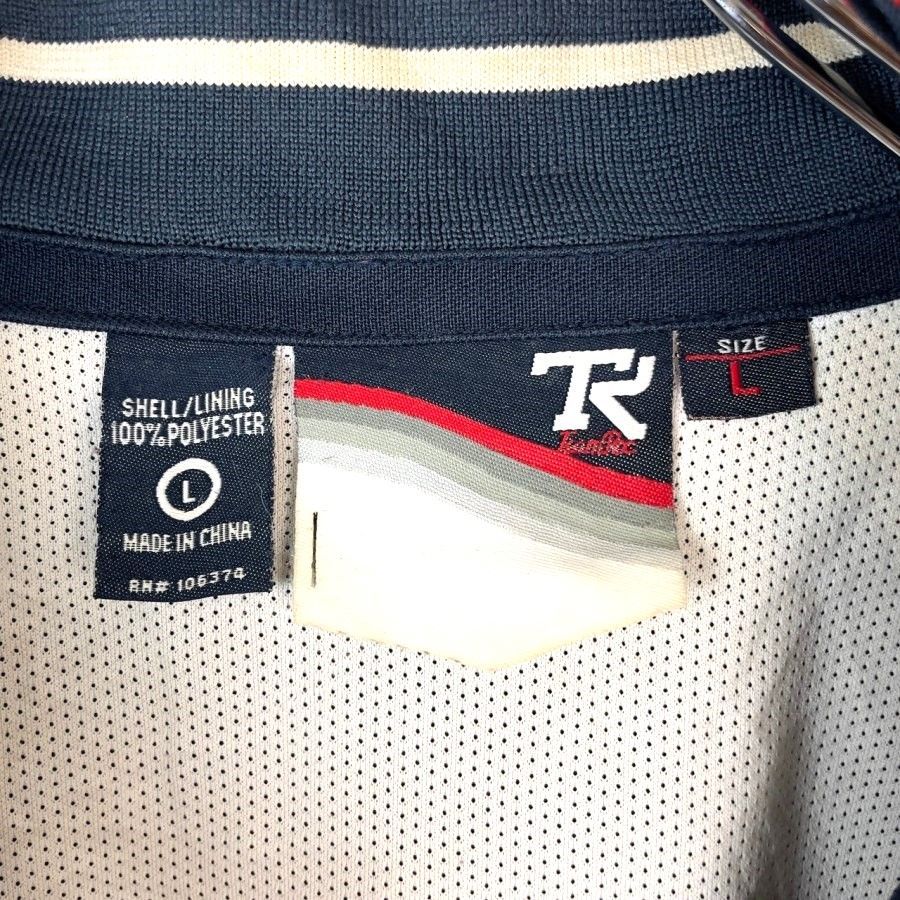 SHELL/LINING
100% POLYESTER
L
MADE IN CHINA
RN# 106374
TR
SIZE
L